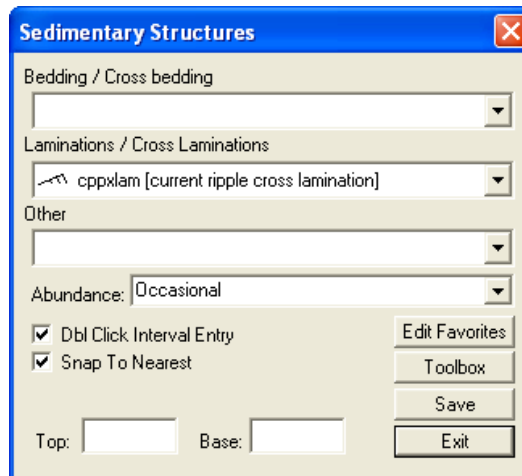 Sedimentary Structures
Bedding / Cross bedding
Laminations / Cross Laminations
cppxlam [current ripple cross lamination]
Other
Abundance: Occasional
Dbl Click Interval Entry
Edit Favorites
Snap To Nearest
Toolbox
Save
Top:
Base:
Exit